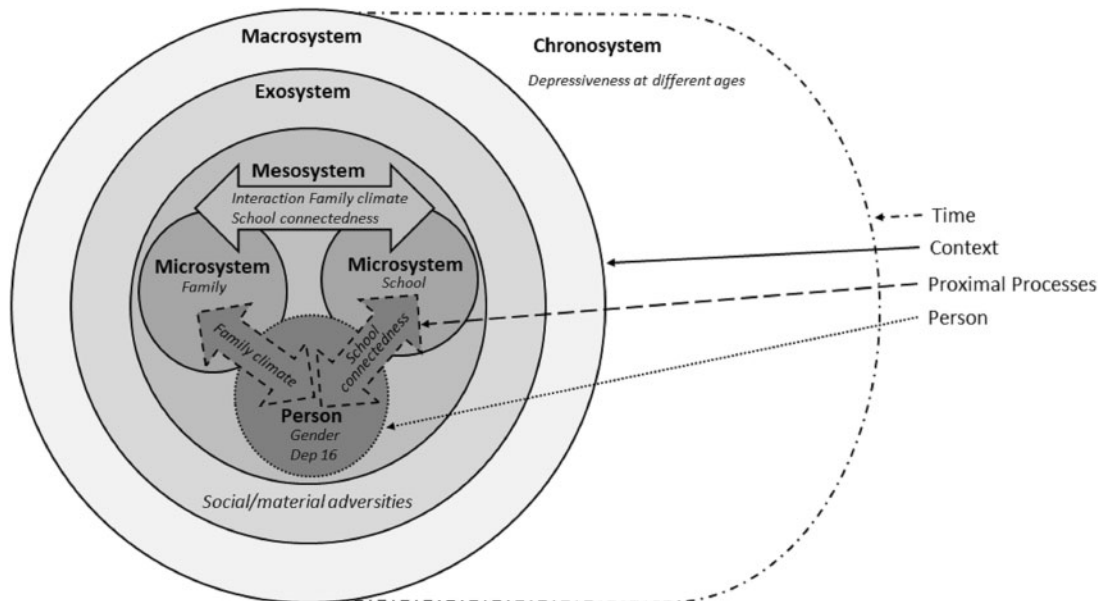 Macrosystem
Chronosystem
Depressiveness at different ages
Exosystem
Mesosystem
Interaction Family climate
School connectedness
Microsystem
Family
Microsystem
School
Family climate
School
connectedness
Person
Gender
Dep 16
Social/material adversities
Time
Context
Proximal Processes
Person